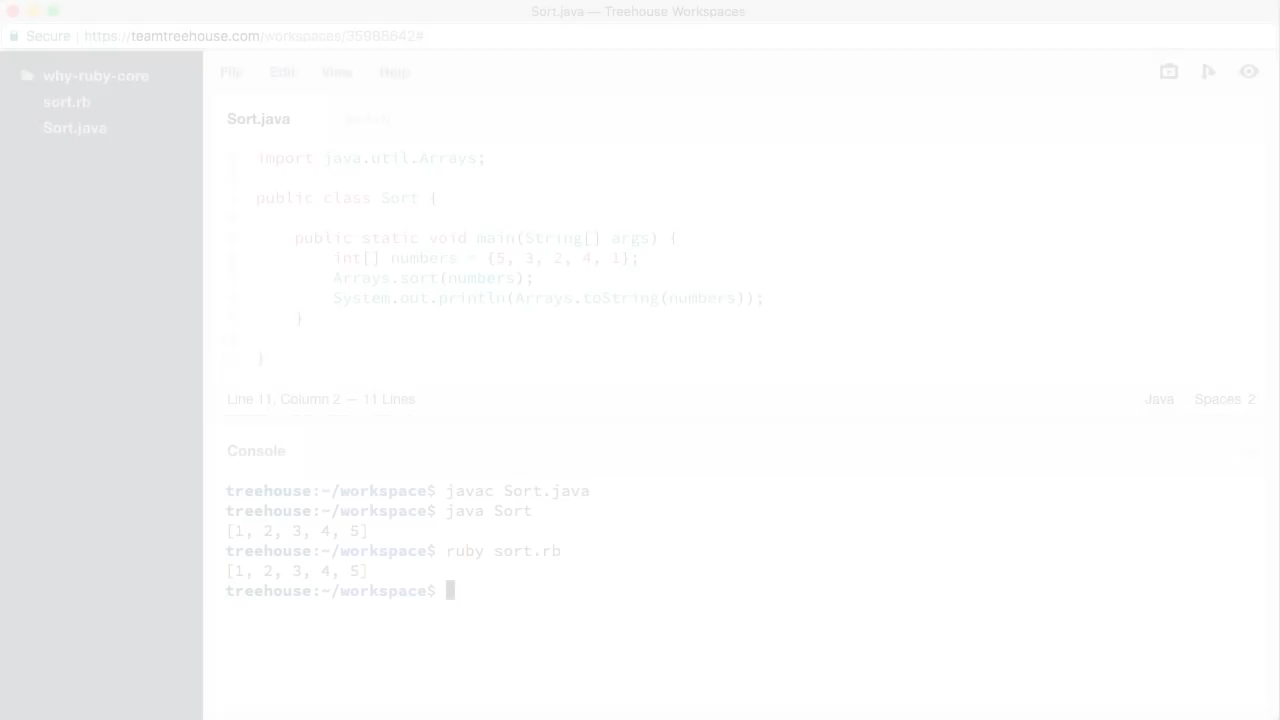 Sort.java — Treehouse Workspaces
Secure | https://teamtreehouse.com/workspaces/35986642#
why-ruby-core
File Edit View Help
sort.rb
Sort.java
Sort.java
import java.util.Arrays;
public class Sort {
public static void main(String[] args) {
int[] numbers = {5, 3, 2, 4, 1};
Arrays.sort(numbers);
System.out.println(Arrays.toString(numbers));
}
}
Line 11, Column 2 — 11 Lines
Java Spaces 2
Console
treehouse:~/workspace$ javac Sort.java
treehouse:~/workspace$ java Sort
[1, 2, 3, 4, 5]
treehouse:~/workspace$ ruby sort.rb
[1, 2, 3, 4, 5]
treehouse:~/workspace$